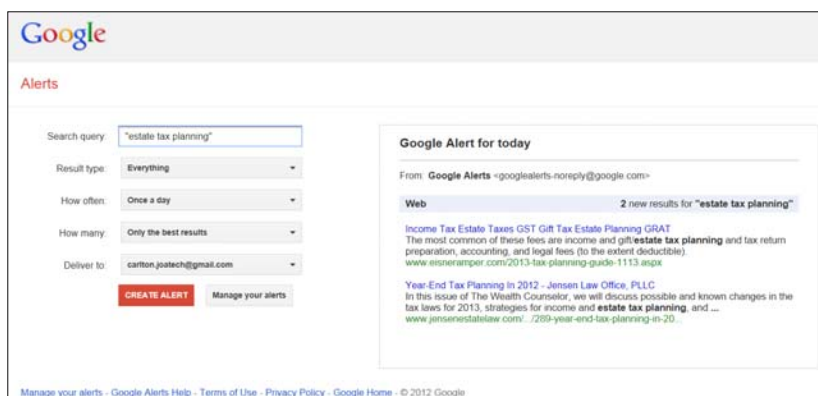 Google
Alerts
Search query: "estate tax planning"
Result type: Everything
How often: Once a day
How many: Only the best results
Deliver to: carlton.joatech@gmail.com
CREATE ALERT Manage your alerts
Google Alert for today
From: Google Alerts <googlealerts-noreply@google.com>
Web 2 new results for "estate tax planning"
Income Tax Estate Taxes GST Gift Tax Estate Planning GRAT
The most common of these fees are income and gift/estate tax planning and tax return
preparation, accounting, and legal fees (to the extent deductible).
www.eisneramper.com/2013-tax-planning-guide-1113.aspx
Year-End Tax Planning In 2012 - Jensen Law Office, PLLC
In this issue of The Wealth Counselor, we will discuss possible and known changes in the
tax laws for 2013, strategies for income and estate tax planning, and ...
www.jensenestatelaw.com/.../289-year-end-tax-planning-in-20...
Manage your alerts - Google Alerts Help - Terms of Use - Privacy Policy - Google Home - © 2012 Google